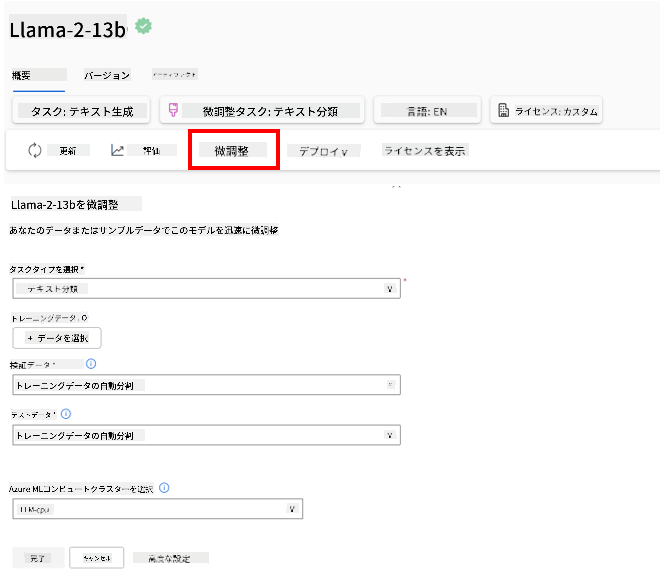 Llama-2-13b
概要 バージョン アーティファクト
タスク: テキスト生成 微調整タスク: テキスト分類 言語: EN ライセンス: カスタム
更新 評価 微調整 デプロイ ∨ ライセンスを表示
Llama-2-13bを微調整
あなたのデータまたはサンプルデータでこのモデルを迅速に微調整
タスクタイプを選択 *
テキスト分類
トレーニングデータ
+ データを選択
検証データ *
トレーニングデータの自動分割
テストデータ *
トレーニングデータの自動分割
Azure MLコンピュートクラスターを選択
LLM-cpu
完了 キャンセル 高度な設定